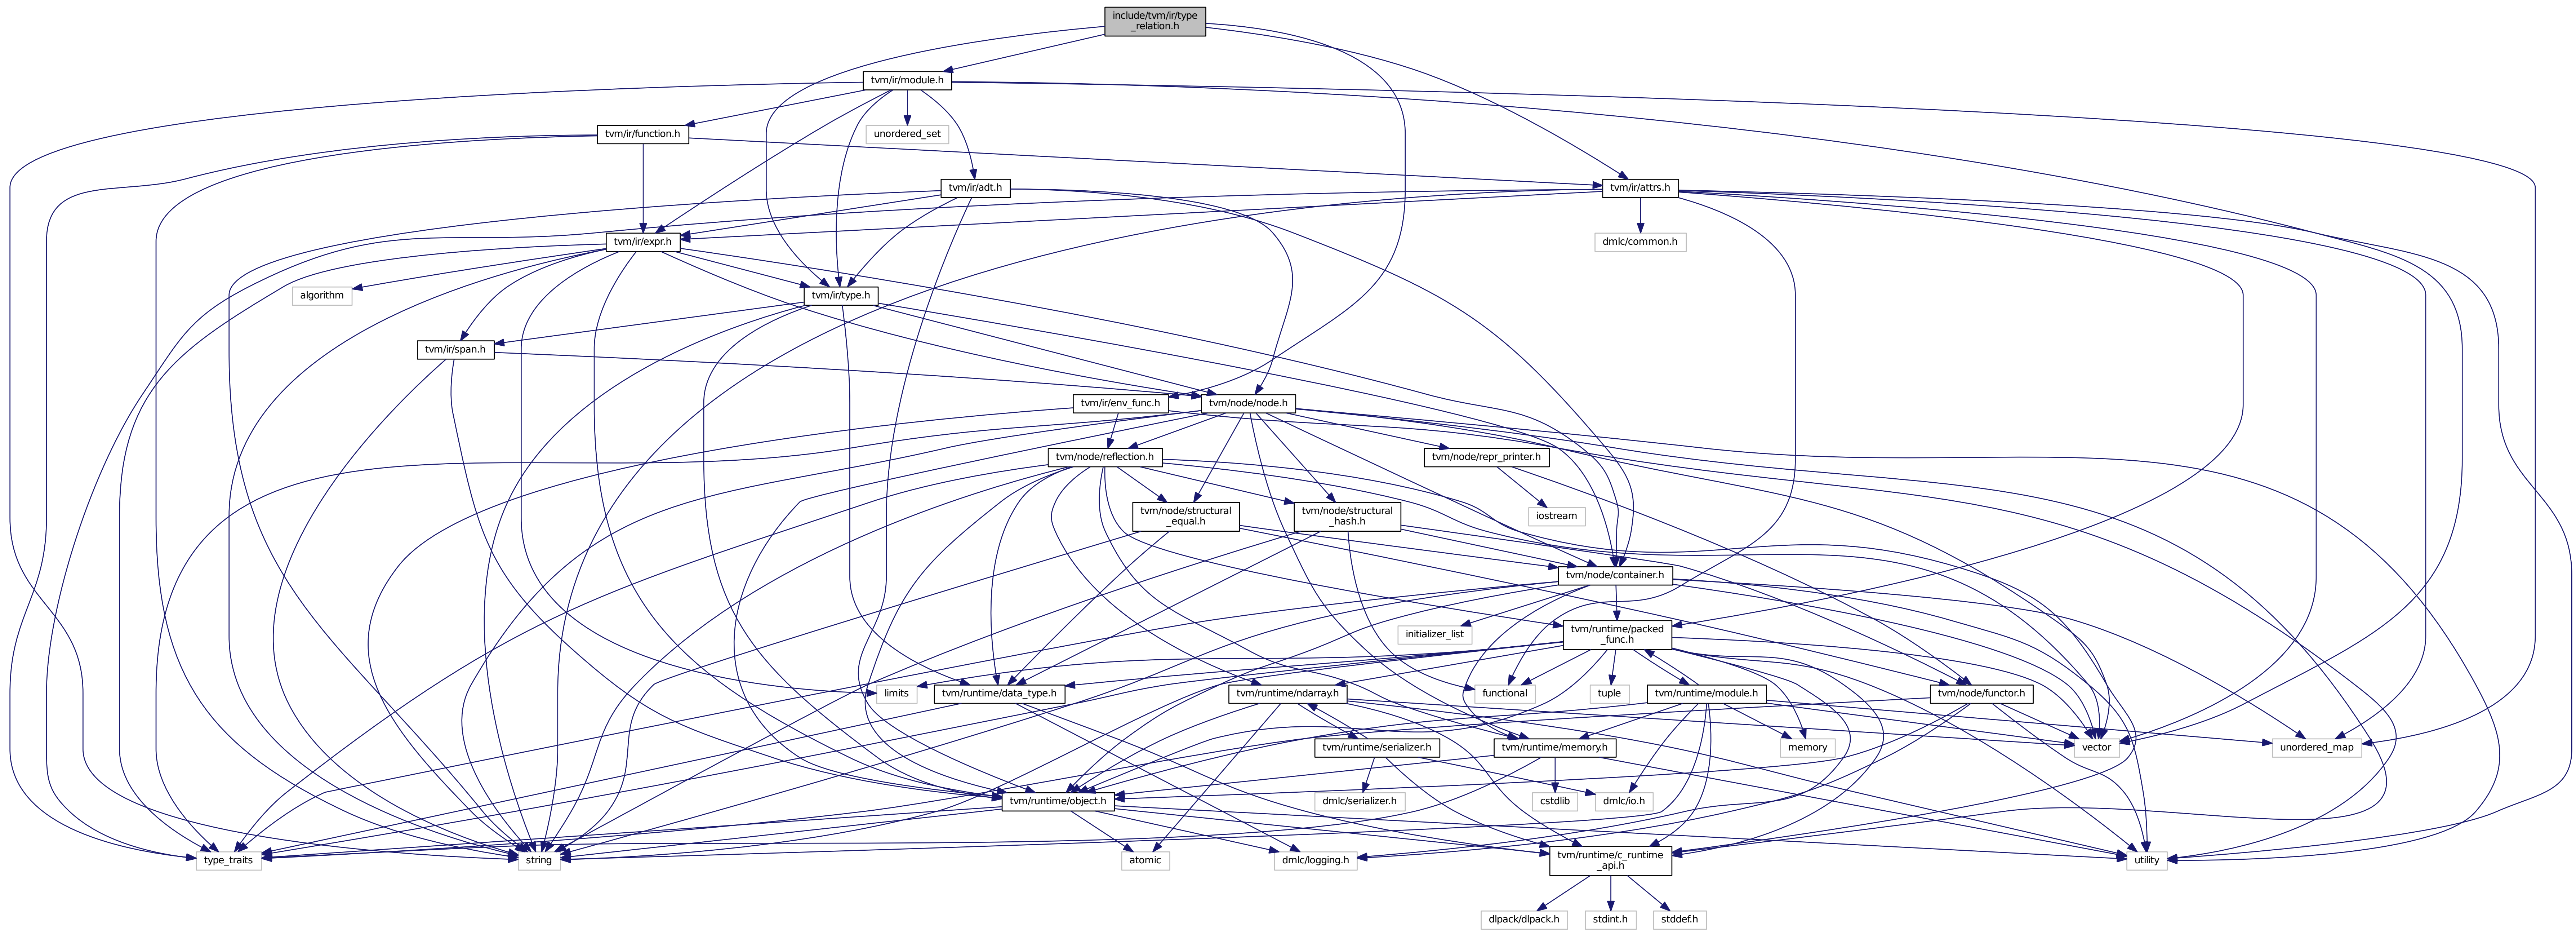 include/tvm/ir/type
_relation.h
tvm/ir/module.h
tvm/ir/function.h
unordered_set
tvm/ir/adt.h
tvm/ir/attrs.h
tvm/ir/expr.h
dmlc/common.h
algorithm
tvm/ir/type.h
tvm/ir/span.h
tvm/ir/env_func.h
tvm/node/node.h
tvm/node/reflection.h
tvm/node/repr_printer.h
tvm/node/structural
_equal.h
tvm/node/structural
_hash.h
iostream
tvm/node/container.h
initializer_list
tvm/runtime/packed
_func.h
limits
tvm/runtime/data_type.h
tvm/runtime/ndarray.h
functional
tuple
tvm/runtime/module.h
tvm/node/functor.h
tvm/runtime/serializer.h
tvm/runtime/memory.h
memory
vector
unordered_map
tvm/runtime/object.h
dmlc/serializer.h
cstdlib
dmlc/io.h
type_traits
string
atomic
dmlc/logging.h
tvm/runtime/c_runtime
_api.h
utility
dlpack/dlpack.h
stdint.h
stddef.h